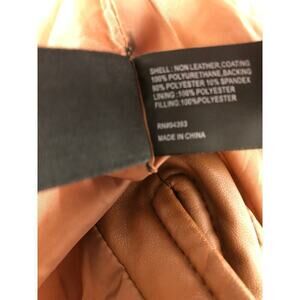 SHELL: NON LEATHER,COATING
100% POLYURETHANE,BACKING
90% POLYESTER 10% SPANDEX
LINING: 100% POLYESTER
FILLING: 100%POLYESTER
RN#94393
MADE IN CHINA